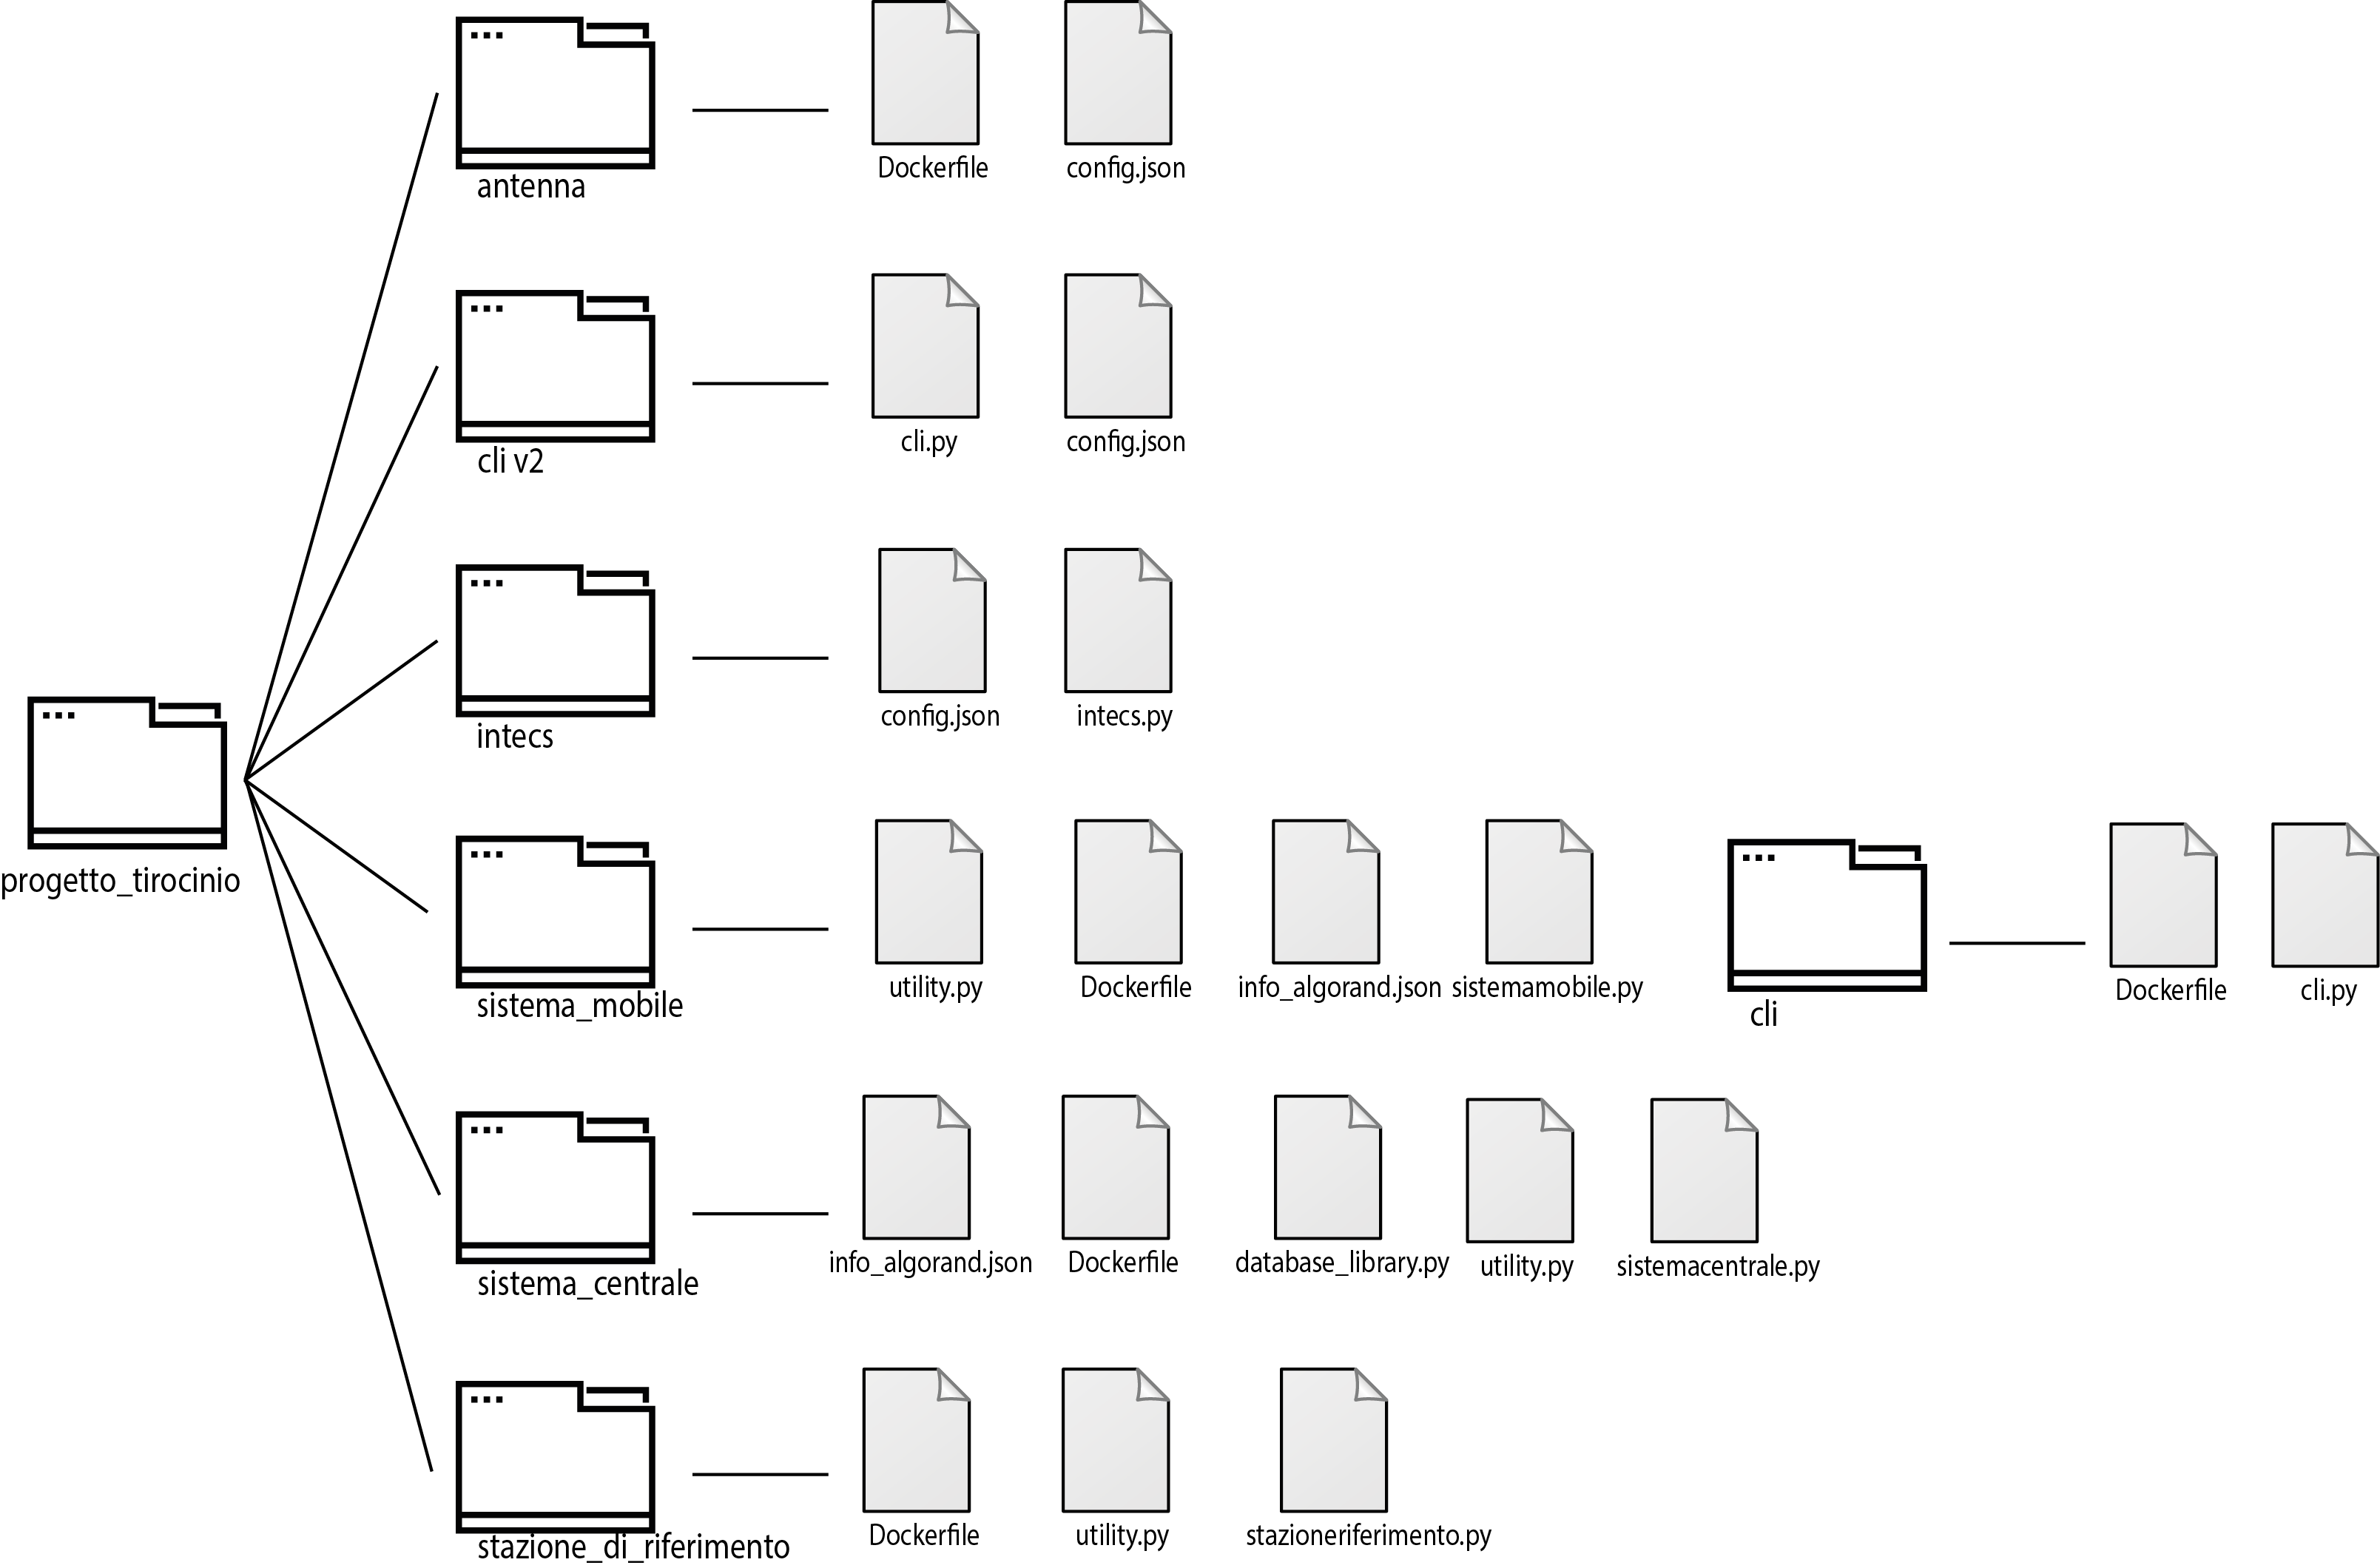 progetto_tirocinio
antenna
Dockerfile
config.json
cli v2
cli.py
config.json
intecs
config.json
intecs.py
sistema_mobile
utility.py
Dockerfile
info_algorand.json
sistemamobile.py
cli
Dockerfile
cli.py
sistema_centrale
info_algorand.json
Dockerfile
database_library.py
utility.py
sistemacentrale.py
stazione_di_riferimento
Dockerfile
utility.py
stazioneriferimento.py